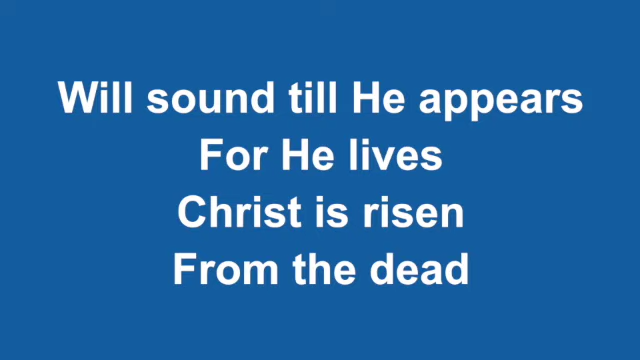 Will sound till He appears
For He lives
Christ is risen
From the dead